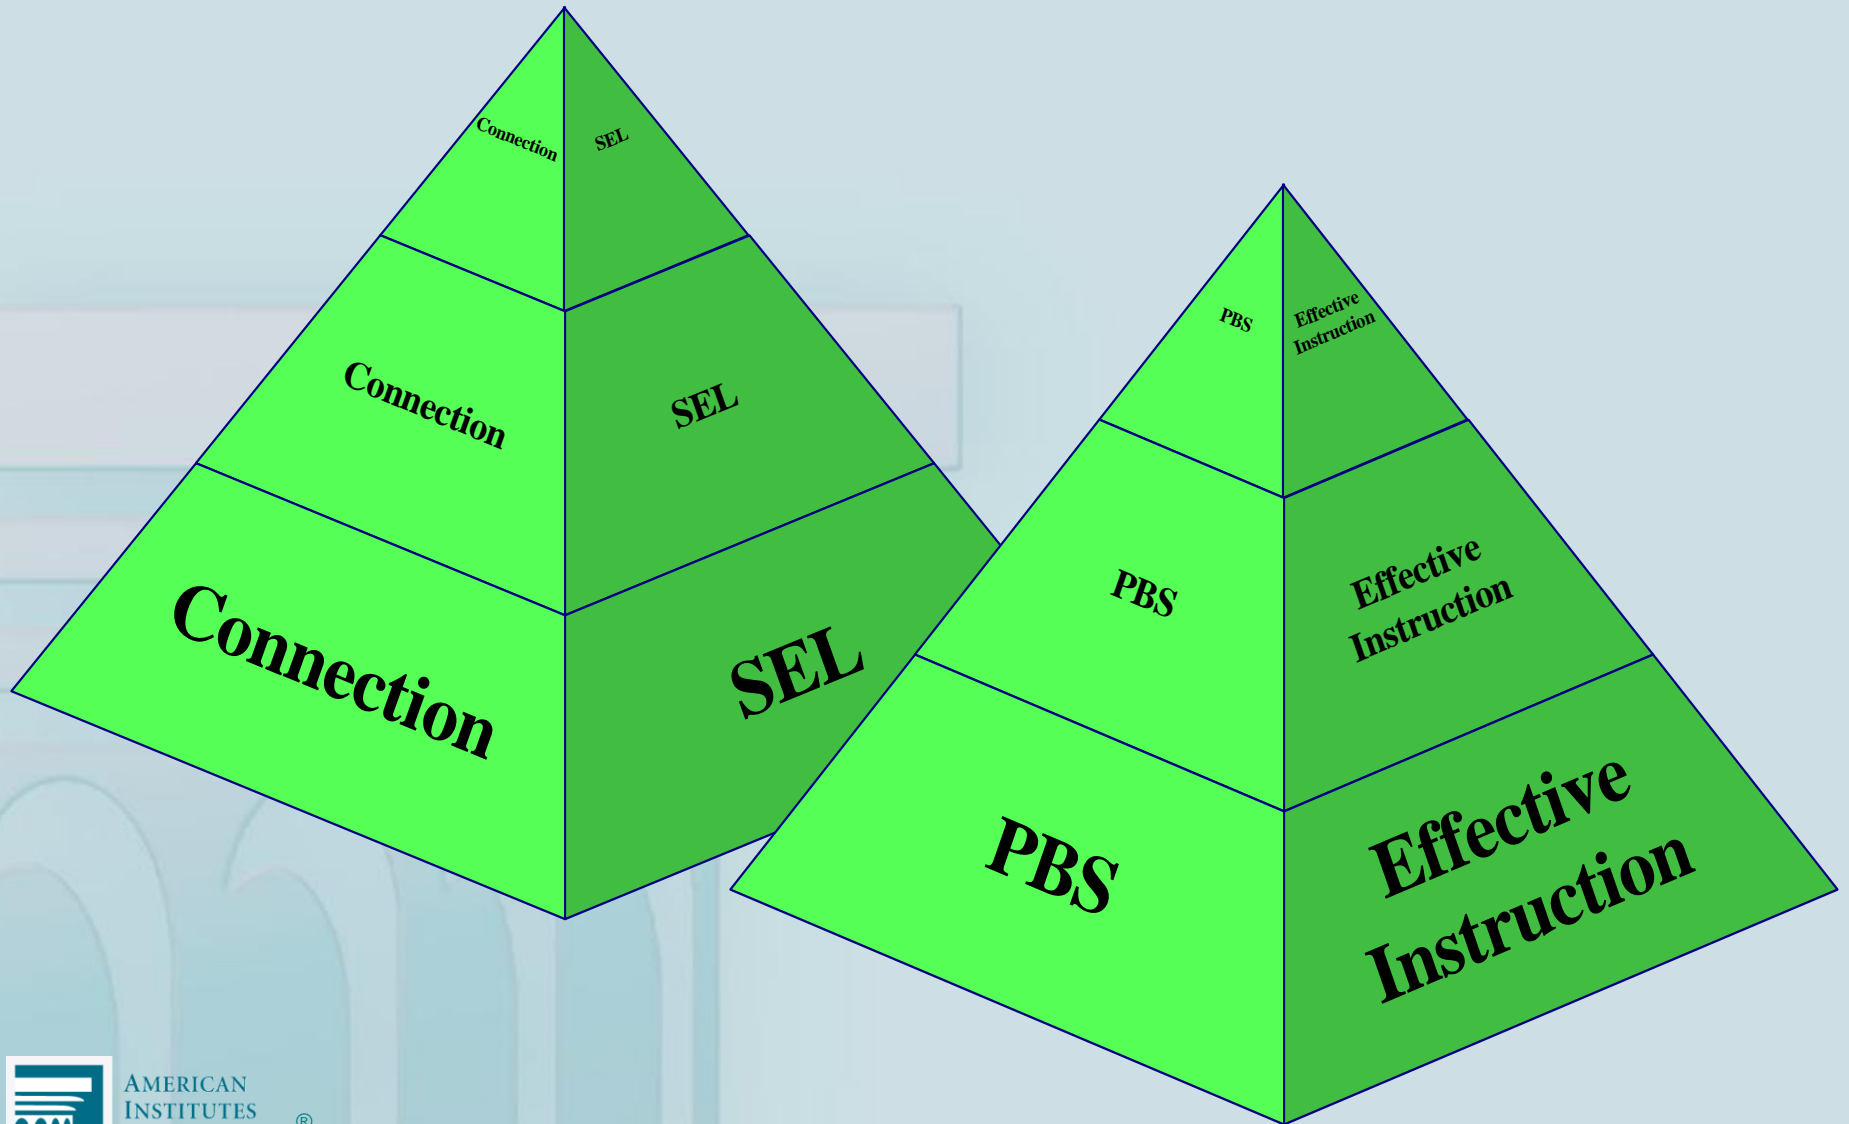 Connection
SEL
Connection
SEL
Connection
SEL
PBS
Effective
Instruction
PBS
Effective
Instruction
PBS
Effective
Instruction
AMERICAN
INSTITUTES
®